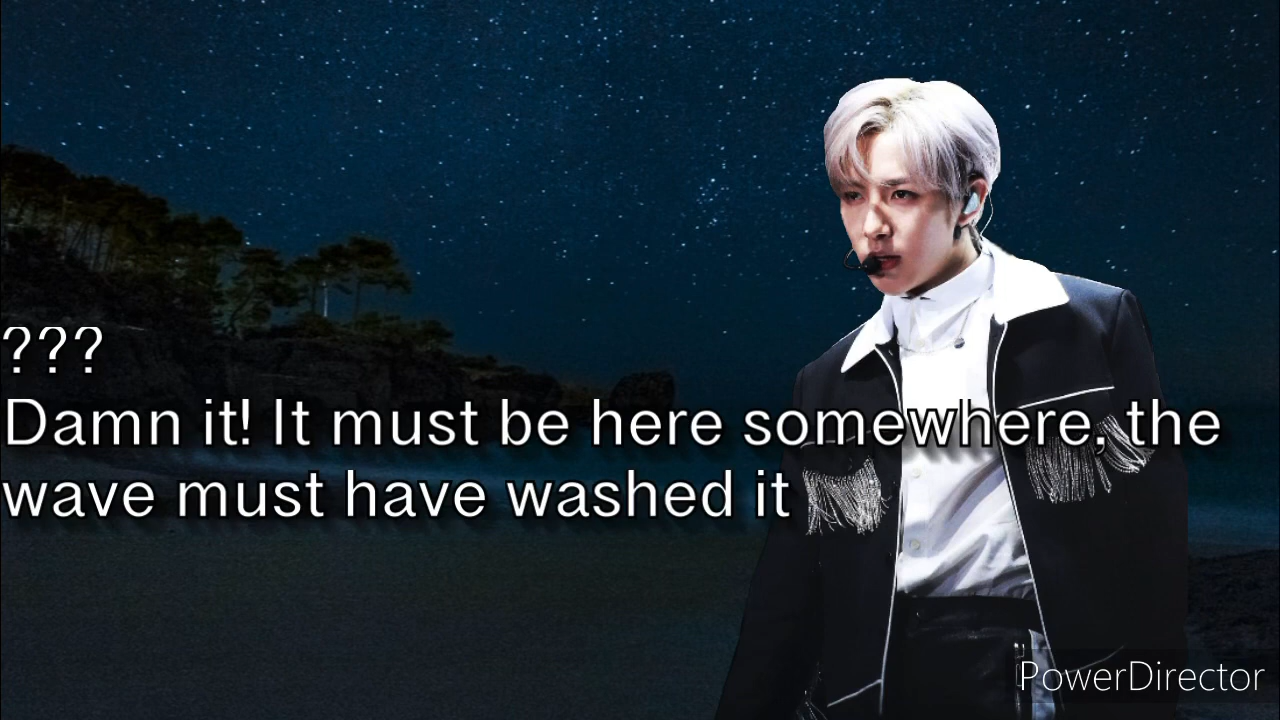 ???
Damn it! It must be here somewhere, the
wave must have washed it
PowerDirector